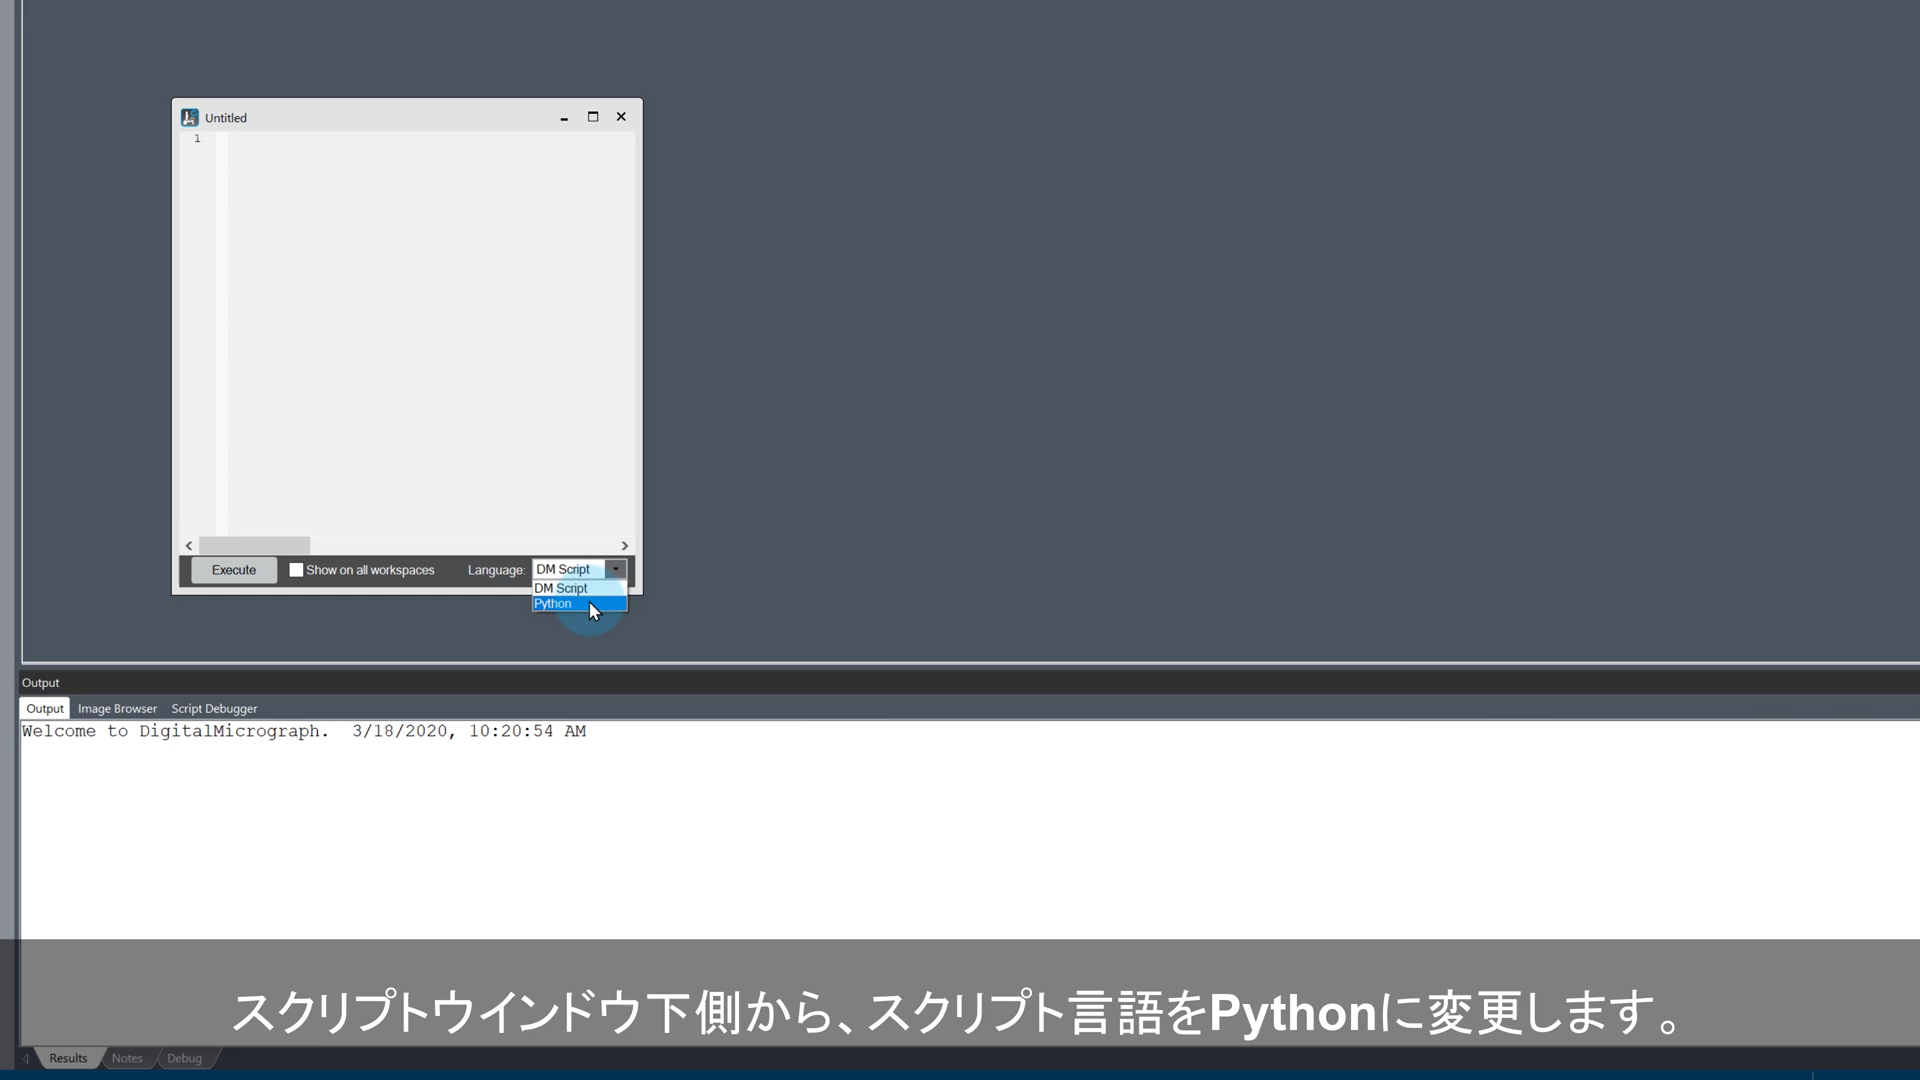 Untitled
1
Execute
Show on all workspaces
Language:
DM Script
DM Script
Python
Output
Output Image Browser Script Debugger
Welcome to DigitalMicrograph. 3/18/2020, 10:20:54 AM
スクリプトウインドウ下側から、スクリプト言語をPythonに変更します。
Results Notes Debug